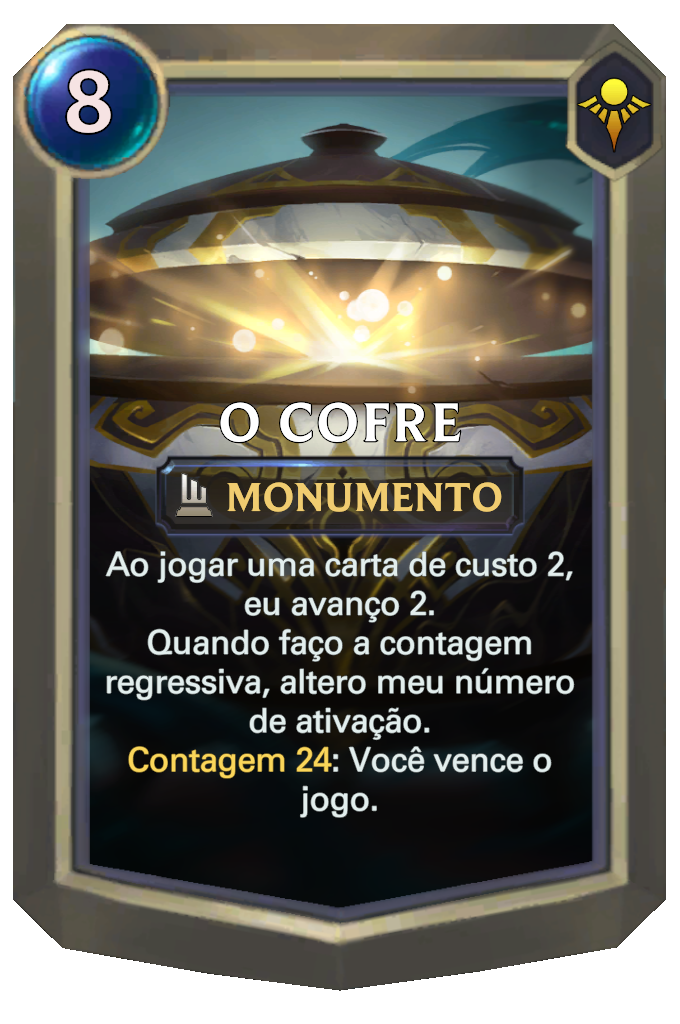 8
O COFRE
MONUMENTO
Ao jogar uma carta de custo 2,
eu avanço 2.
Quando faço a contagem
regressiva, altero meu número
de ativação.
Contagem 24: Você vence o
jogo.